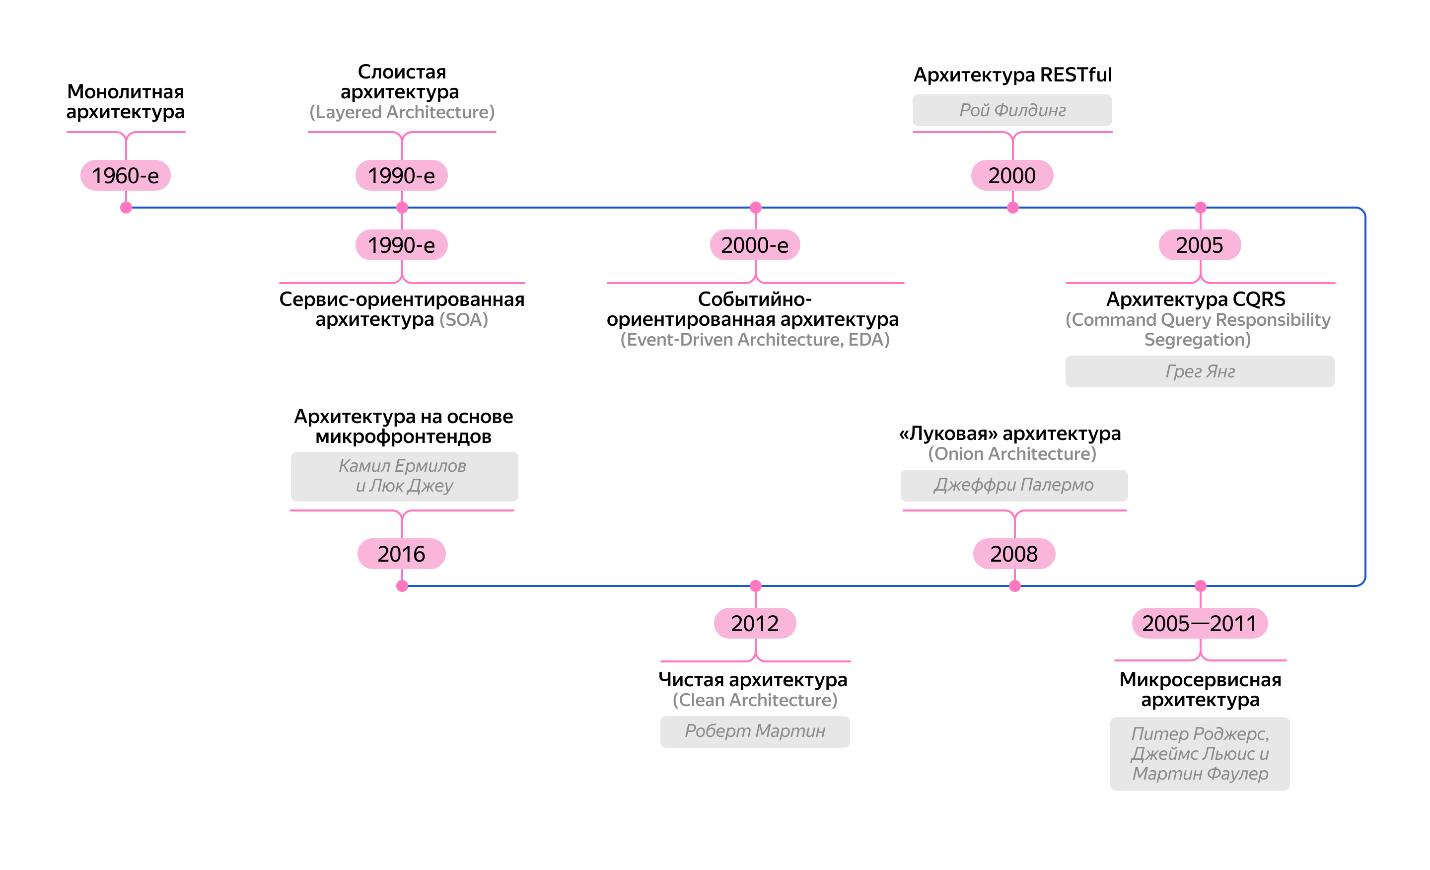 Монолитная
архитектура
1960-е
Слоистая
архитектура
(Layered Architecture)
1990-е
1990-е
Сервис-ориентированная
архитектура (SOA)
2000-е
Событийно-
ориентированная архитектура
(Event-Driven Architecture, EDA)
Архитектура RESTful
Рой Филдинг
2000
2005
Архитектура CQRS
(Command Query Responsibility
Segregation)
Грег Янг
2005—2011
Микросервисная
архитектура
Питер Роджерс,
Джеймс Льюис и
Мартин Фаулер
«Луковая» архитектура
(Onion Architecture)
Джеффри Палермо
2008
2012
Чистая архитектура
(Clean Architecture)
Роберт Мартин
Архитектура на основе
микрофронтендов
Камил Ермилов
и Люк Джеу
2016